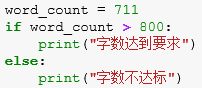 word_count = 711
if word_count > 800:
    print("字数达到要求")
else:
    print("字数不达标")